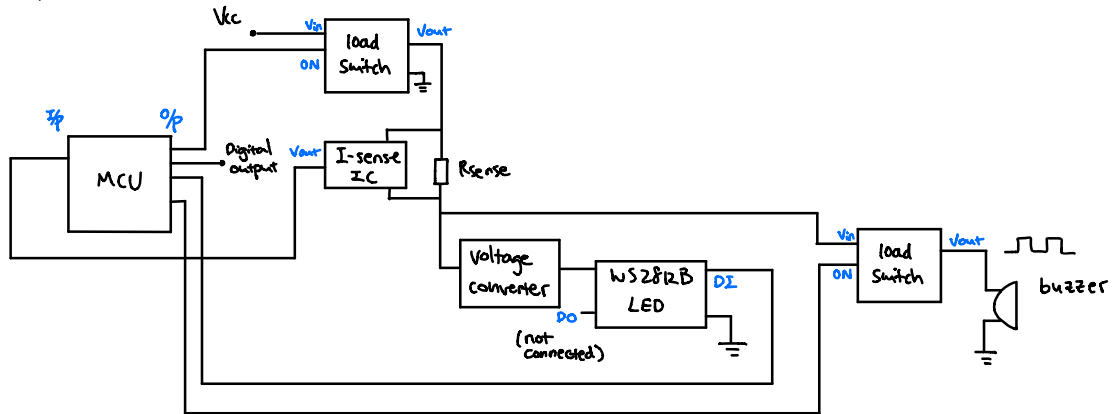 Vcc
Vin
load
switch
Vout
ON
I/p
O/p
MCU
Digital
output
Vout
I-sense
IC
Rsense
Voltage
converter
WS2812B
LED
DI
DO
(not
connected)
Vin
load
switch
Vout
ON
buzzer